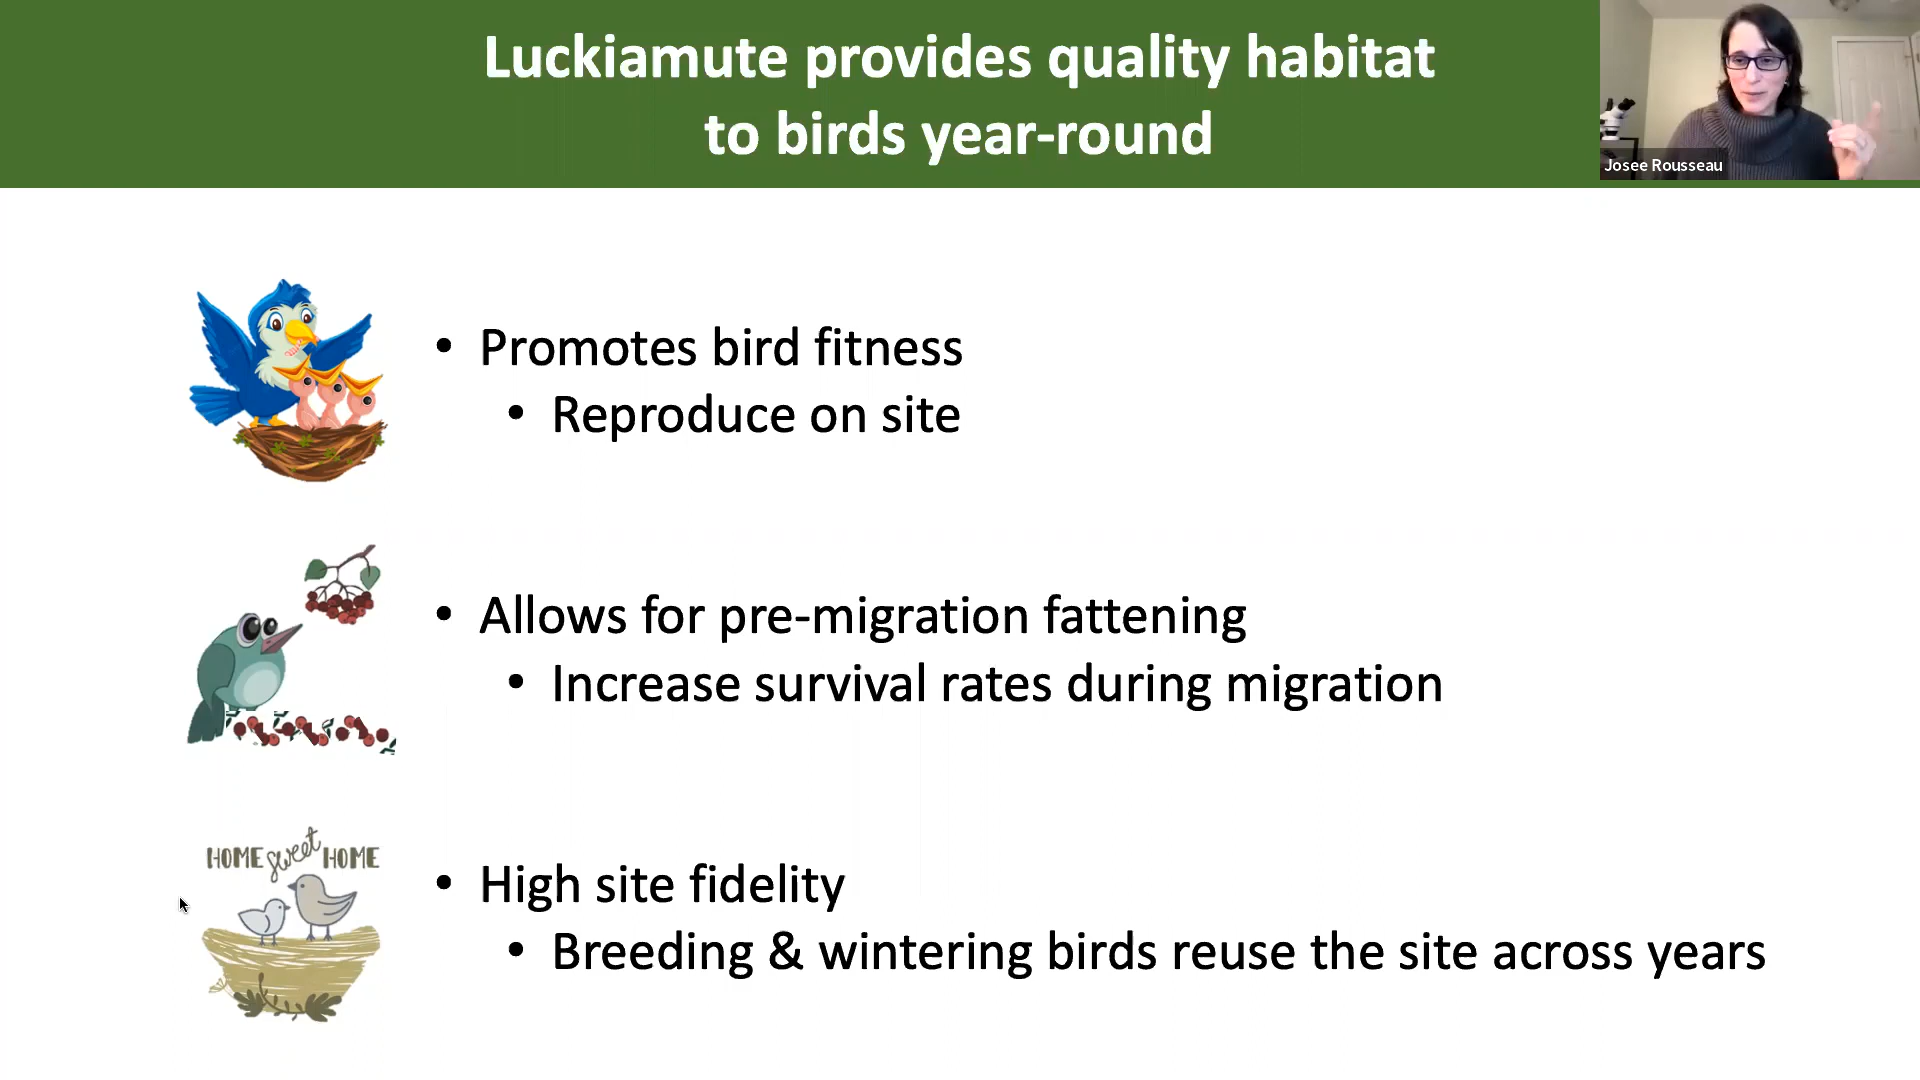 Luckiamute provides quality habitat
to birds year-round
Josee Rousseau
• Promotes bird fitness
• Reproduce on site
• Allows for pre-migration fattening
• Increase survival rates during migration
HOME sweet HOME
• High site fidelity
• Breeding & wintering birds reuse the site across years